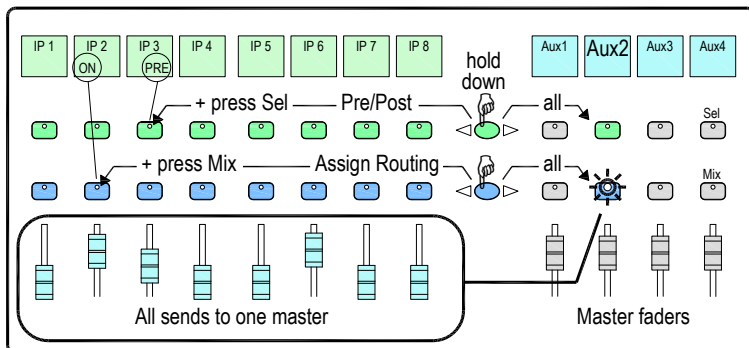 IP 1 IP 2 IP 3 IP 4 IP 5 IP 6 IP 7 IP 8 Aux1 Aux2 Aux3 Aux4
ON PRE
hold
down
+ press Sel Pre/Post all Sel
+ press Mix Assign Routing all Mix
All sends to one master Master faders